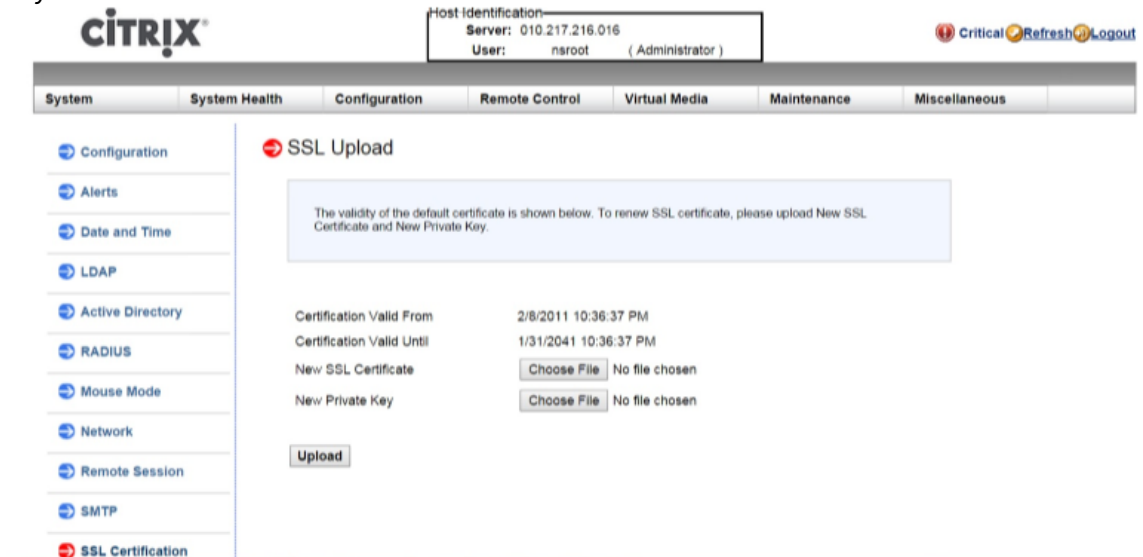 CİTRIX
Host Identification
Server: 010.217.216.016
User: nsroot ( Administrator )
Critical Refresh Logout
System System Health Configuration Remote Control Virtual Media Maintenance Miscellaneous
Configuration
Alerts
Date and Time
LDAP
Active Directory
RADIUS
Mouse Mode
Network
Remote Session
SMTP
SSL Certification
SSL Upload
The validity of the default certificate is shown below. To renew SSL certificate, please upload New SSL
Certificate and New Private Key.
Certification Valid From 2/8/2011 10:36:37 PM
Certification Valid Until 1/31/2041 10:36:37 PM
New SSL Certificate Choose File No file chosen
New Private Key Choose File No file chosen
Upload